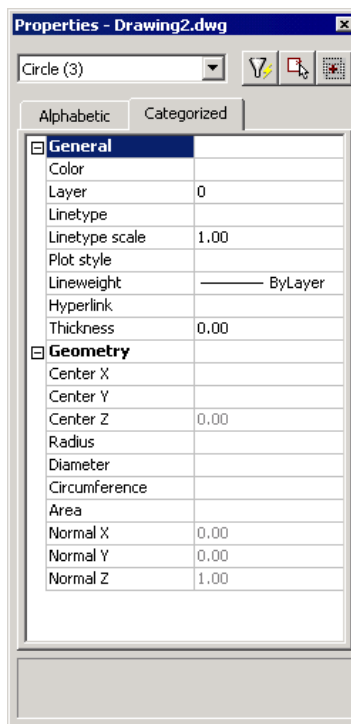 Properties - Drawing2.dwg
Circle (3)
Alphabetic Categorized
General
Color
Layer 0
Linetype
Linetype scale 1.00
Plot style
Lineweight ByLayer
Hyperlink
Thickness 0.00
Geometry
Center X
Center Y
Center Z 0.00
Radius
Diameter
Circumference
Area
Normal X 0.00
Normal Y 0.00
Normal Z 1.00